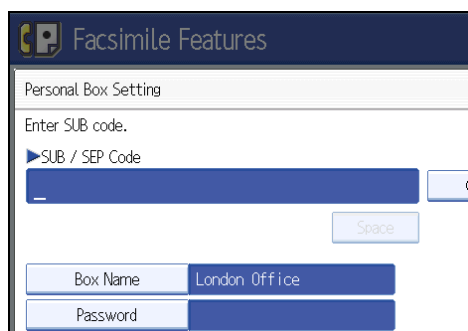 Facsimile Features
Personal Box Setting
Enter SUB code.
▶SUB / SEP Code
_
Space
Box Name London Office
Password